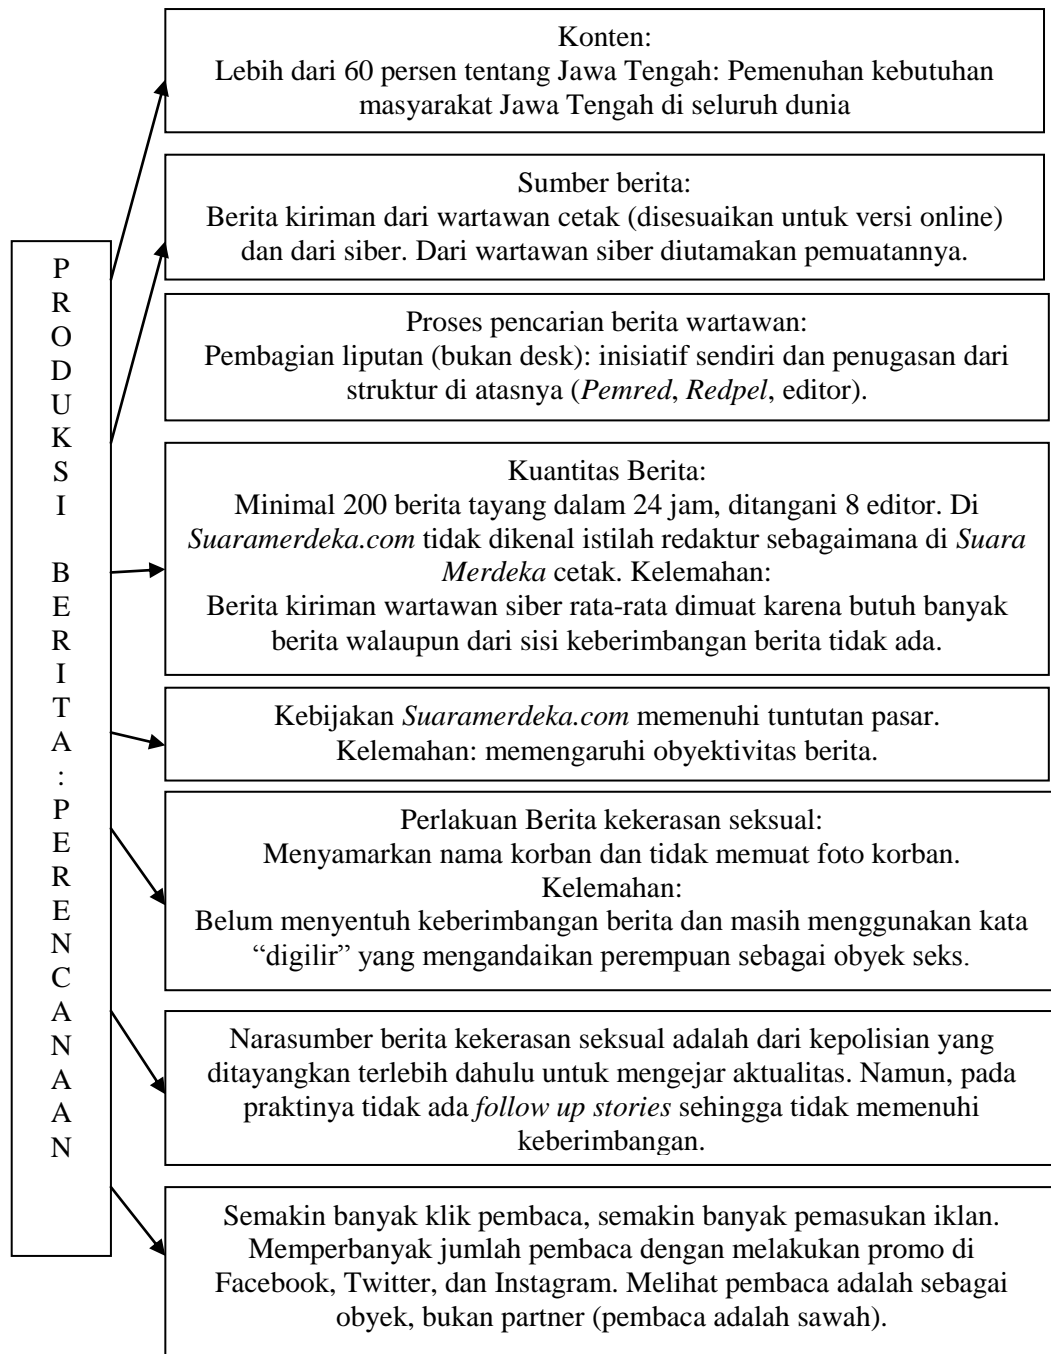 PRODUKSI BERITA: PERENCANAAN
Konten:
Lebih dari 60 persen tentang Jawa Tengah: Pemenuhan kebutuhan
masyarakat Jawa Tengah di seluruh dunia
Sumber berita:
Berita kiriman dari wartawan cetak (disesuaikan untuk versi online)
dan dari siber. Dari wartawan siber diutamakan pemuatannya.
Proses pencarian berita wartawan:
Pembagian liputan (bukan desk): inisiatif sendiri dan penugasan dari
struktur di atasnya (Pemred, Redpel, editor).
Kuantitas Berita:
Minimal 200 berita tayang dalam 24 jam, ditangani 8 editor. Di
Suaramerdeka.com tidak dikenal istilah redaktur sebagaimana di Suara
Merdeka cetak. Kelemahan:
Berita kiriman wartawan siber rata-rata dimuat karena butuh banyak
berita walaupun dari sisi keberimbangan berita tidak ada.
Kebijakan Suaramerdeka.com memenuhi tuntutan pasar.
Kelemahan: memengaruhi obyektivitas berita.
Perlakuan Berita kekerasan seksual:
Menyamarkan nama korban dan tidak memuat foto korban.
Kelemahan:
Belum menyentuh keberimbangan berita dan masih menggunakan kata
“digilir” yang mengandaikan perempuan sebagai obyek seks.
Narasumber berita kekerasan seksual adalah dari kepolisian yang
ditayangkan terlebih dahulu untuk mengejar aktualitas. Namun, pada
praktinya tidak ada follow up stories sehingga tidak memenuhi
keberimbangan.
Semakin banyak klik pembaca, semakin banyak pemasukan iklan.
Memperbanyak jumlah pembaca dengan melakukan promo di
Facebook, Twitter, dan Instagram. Melihat pembaca adalah sebagai
obyek, bukan partner (pembaca adalah sawah).